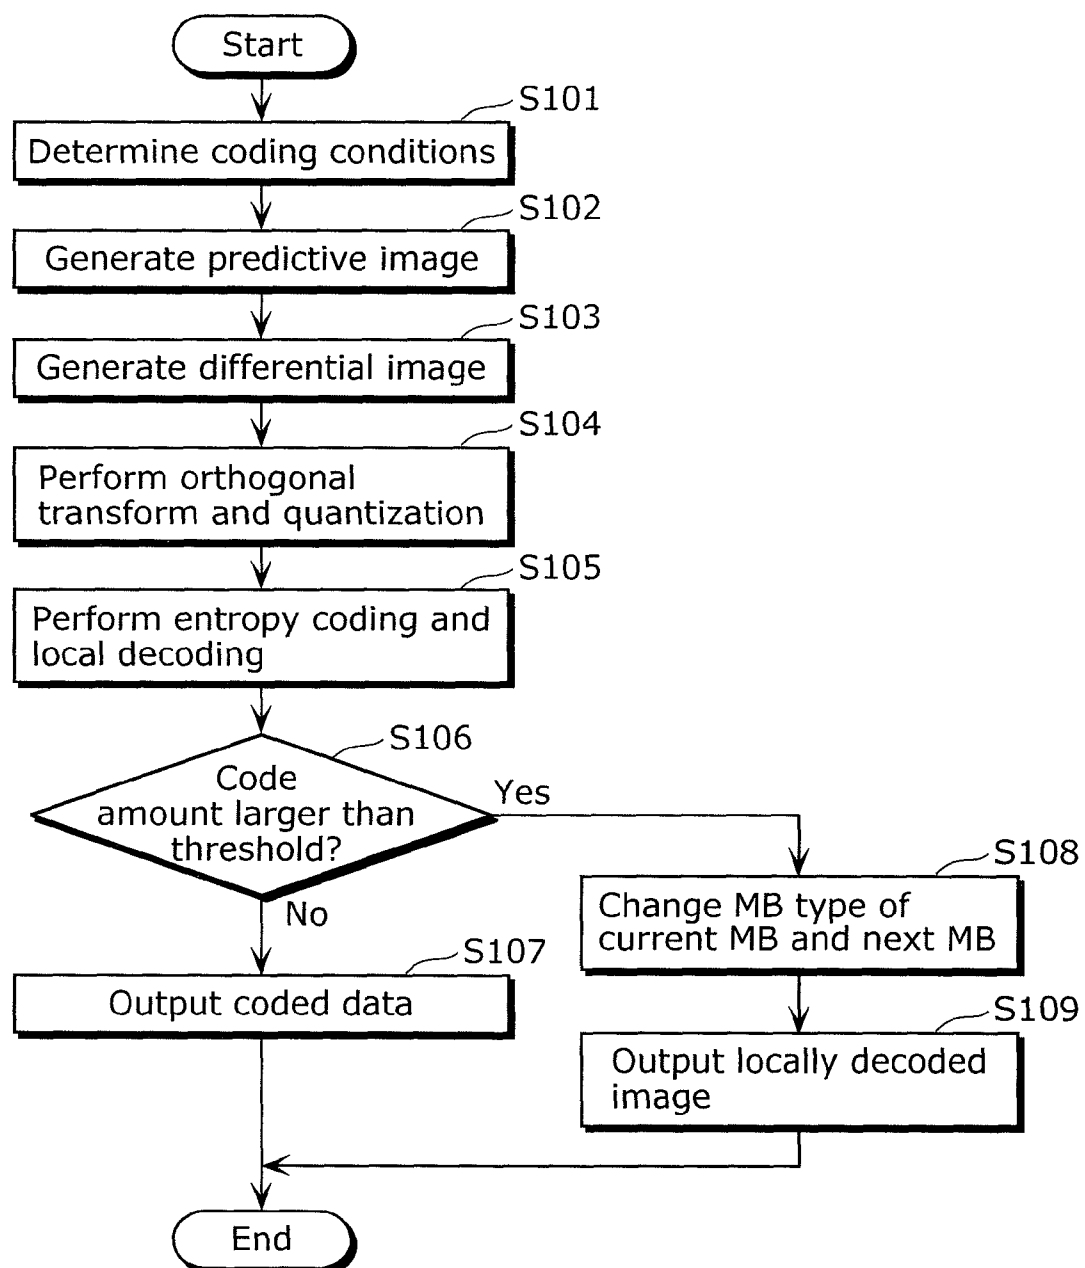 Start
S101
Determine coding conditions
S102
Generate predictive image
S103
Generate differential image
S104
Perform orthogonal
transform and quantization
S105
Perform entropy coding and
local decoding
S106
Code
amount larger than
threshold?
Yes
No
S107
Output coded data
S108
Change MB type of
current MB and next MB
S109
Output locally decoded
image
End